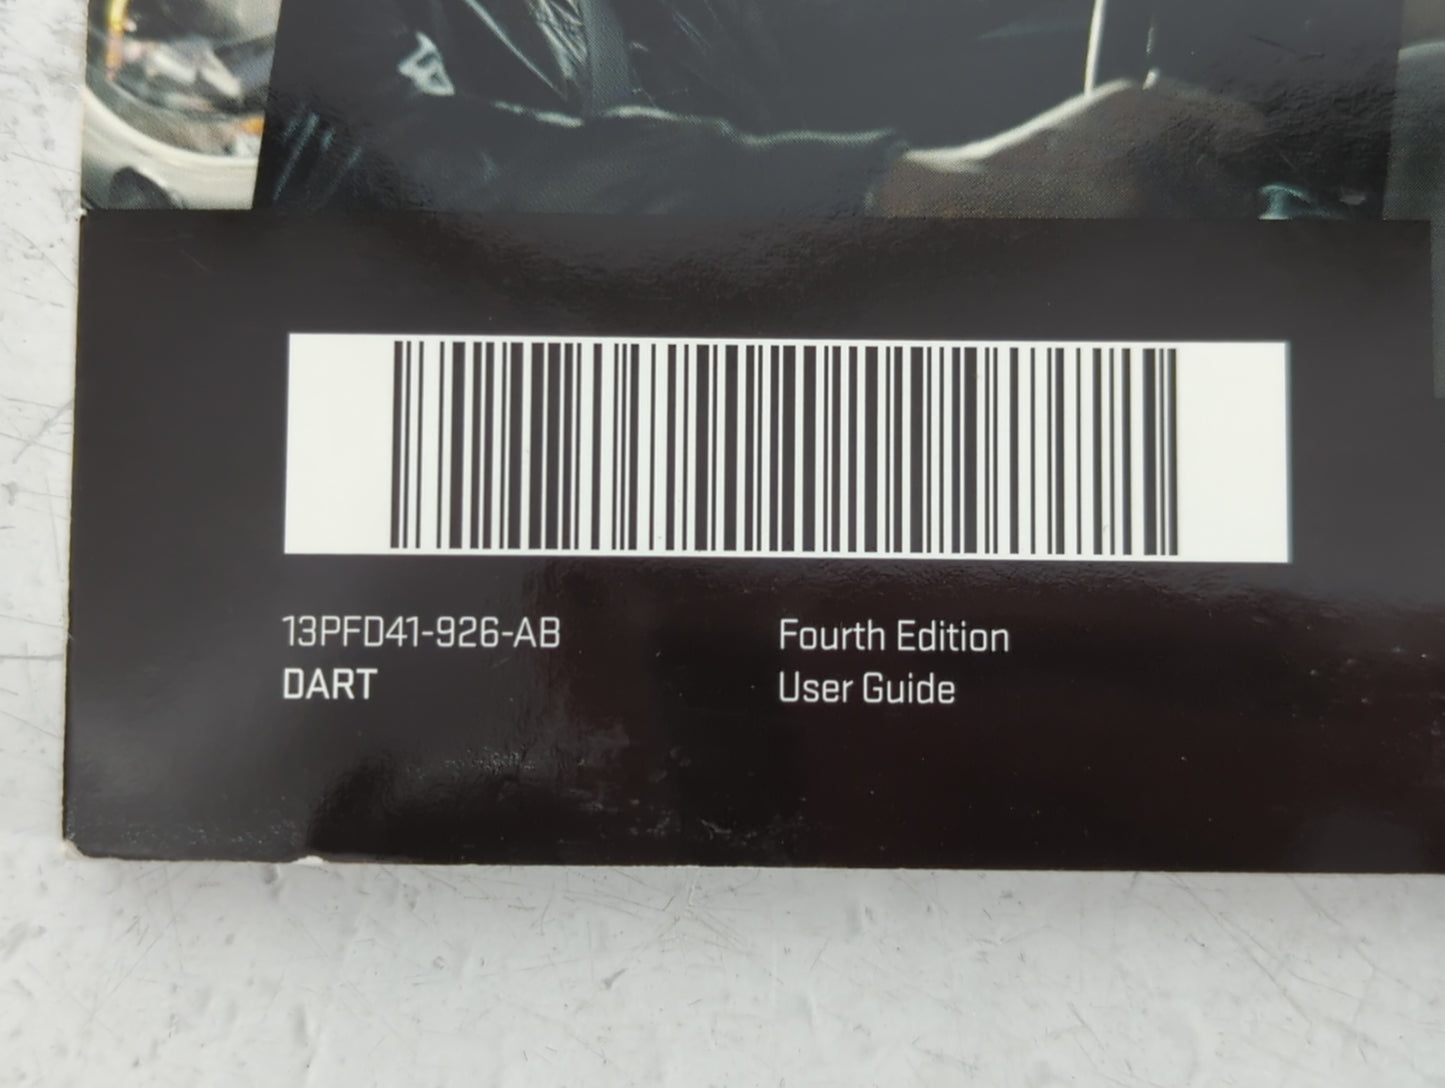 13PFD41-926-AB
DART
Fourth Edition
User Guide